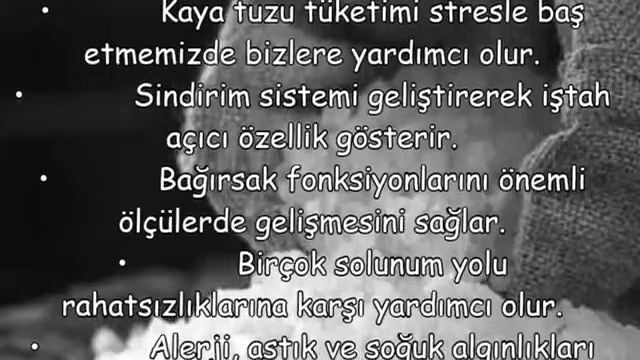 • Kaya tuzu tüketimi stresle baş
etmemizde bizlere yardımcı olur.
• Sindirim sistemi geliştirerek iştah
açıcı özellik gösterir.
• Bağırsak fonksiyonlarını önemli
ölçülerde gelişmesini sağlar.
• Birçok solunum yolu
rahatsızlıklarına karşı yardımcı olur.
• Alerji, astık ve soğuk algınlıkları